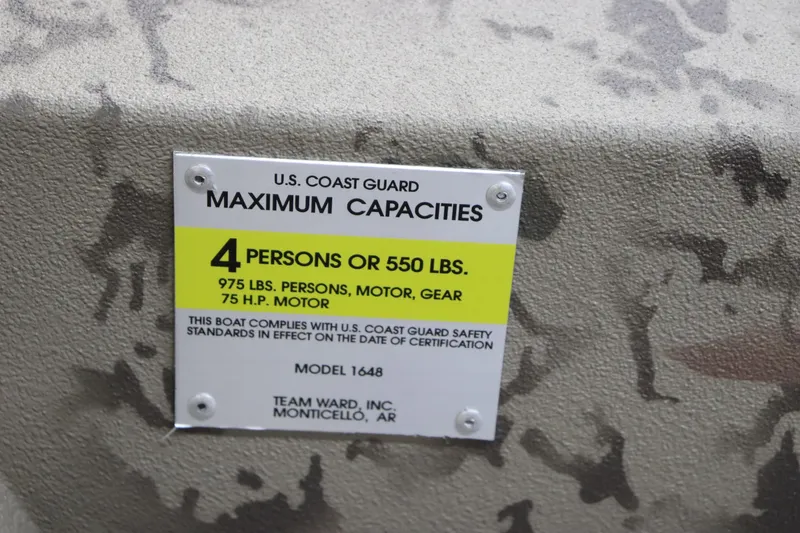 U.S. COAST GUARD
MAXIMUM CAPACITIES
4 PERSONS OR 550 LBS.
975 LBS. PERSONS, MOTOR, GEAR
75 H.P. MOTOR
THIS BOAT COMPLIES WITH U.S. COAST GUARD SAFETY
STANDARDS IN EFFECT ON THE DATE OF CERTIFICATION
MODEL 1648
TEAM WARD, INC.
MONTICELLO, AR